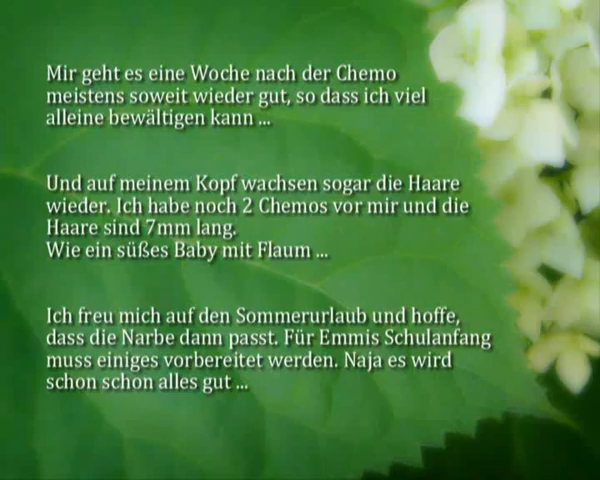 Mir geht es eine Woche nach der Chemo
meistens soweit wieder gut, so dass ich viel
alleine bewältigen kann ...
Und auf meinem Kopf wachsen sogar die Haare
wieder. Ich habe noch 2 Chemos vor mir und die
Haare sind 7mm lang.
Wie ein süßes Baby mit Flaum ...
Ich freu mich auf den Sommerurlaub und hoffe,
dass die Narbe dann passt. Für Emmis Schulanfang
muss einiges vorbereitet werden. Naja es wird
schon schon alles gut ...